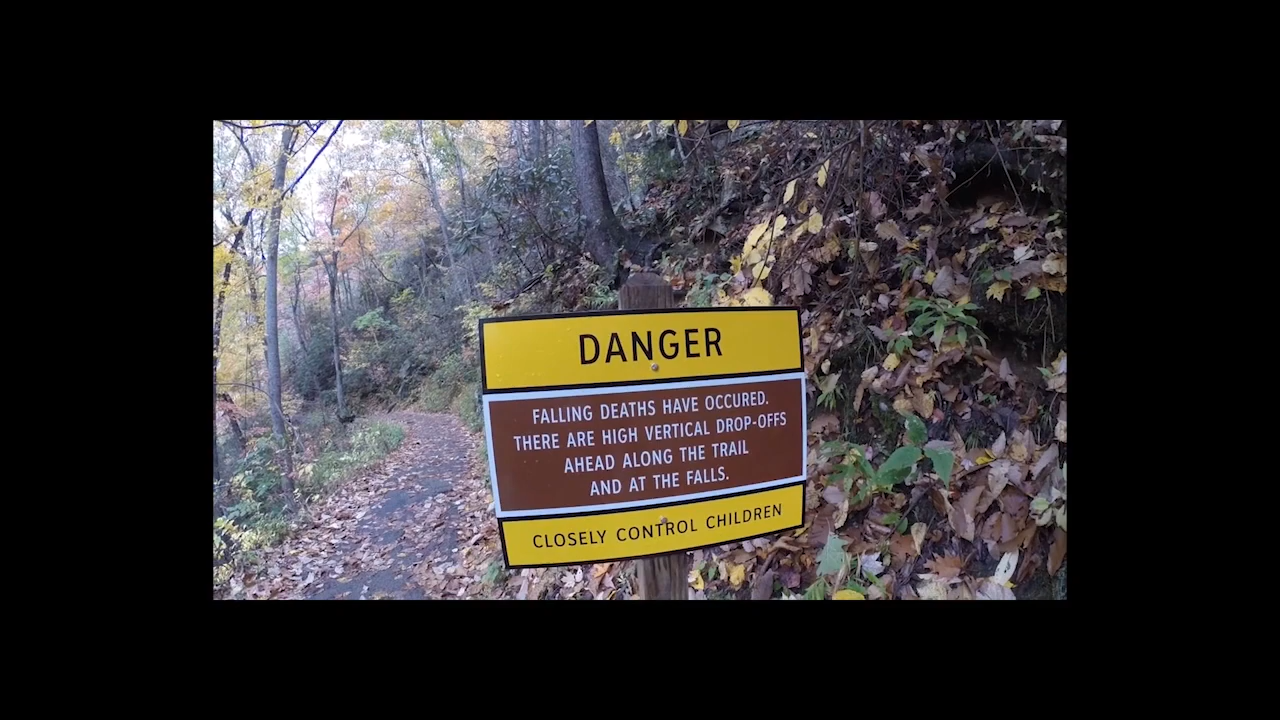 DANGER
FALLING DEATHS HAVE OCCURED.
THERE ARE HIGH VERTICAL DROP-OFFS
AHEAD ALONG THE TRAIL
AND AT THE FALLS.
CLOSELY CONTROL CHILDREN